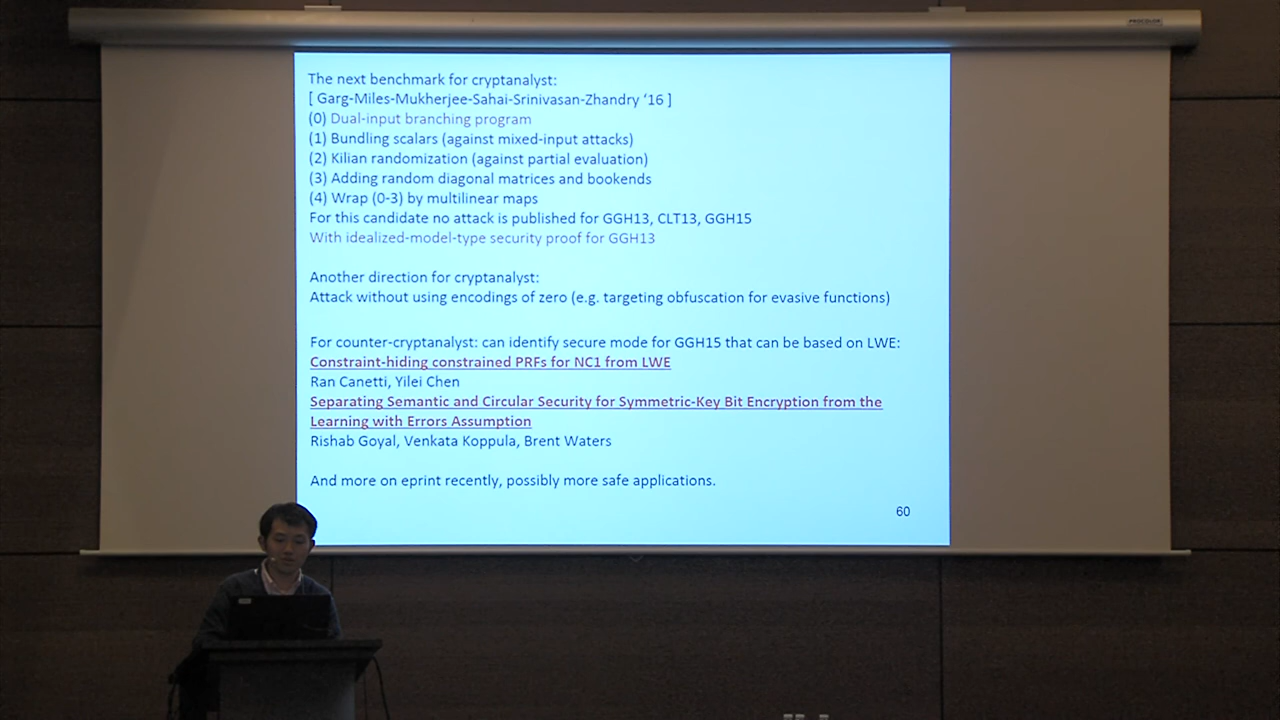 PROCOLOR
The next benchmark for cryptanalyst:
[ Garg-Miles-Mukherjee-Sahai-Srinivasan-Zhandry ‘16 ]
(0) Dual-input branching program
(1) Bundling scalars (against mixed-input attacks)
(2) Kilian randomization (against partial evaluation)
(3) Adding random diagonal matrices and bookends
(4) Wrap (0-3) by multilinear maps
For this candidate no attack is published for GGH13, CLT13, GGH15
With idealized-model-type security proof for GGH13
Another direction for cryptanalyst:
Attack without using encodings of zero (e.g. targeting obfuscation for evasive functions)
For counter-cryptanalyst: can identify secure mode for GGH15 that can be based on LWE:
Constraint-hiding constrained PRFs for NC1 from LWE
Ran Canetti, Yilei Chen
Separating Semantic and Circular Security for Symmetric-Key Bit Encryption from the
Learning with Errors Assumption
Rishab Goyal, Venkata Koppula, Brent Waters
And more on eprint recently, possibly more safe applications.
60